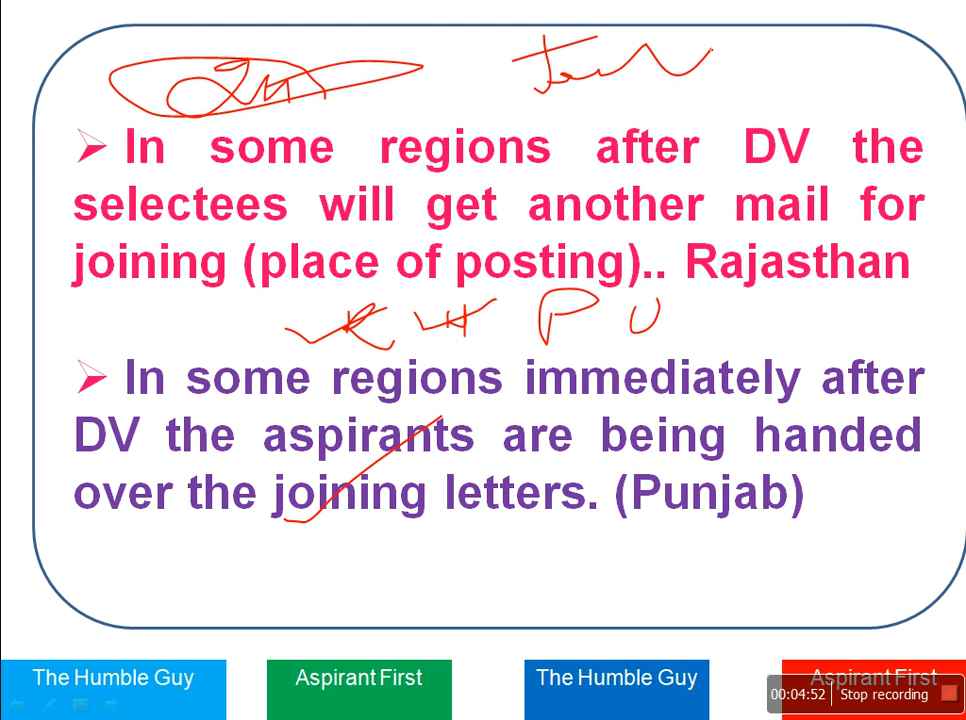 ➢ In some regions after DV the
selectees will get another mail for
joining (place of posting).. Rajasthan
➢ In some regions immediately after
DV the aspirants are being handed
over the joining letters. (Punjab)
The Humble Guy
Aspirant First
The Humble Guy
Aspirant First
00:04:52 Stop recording